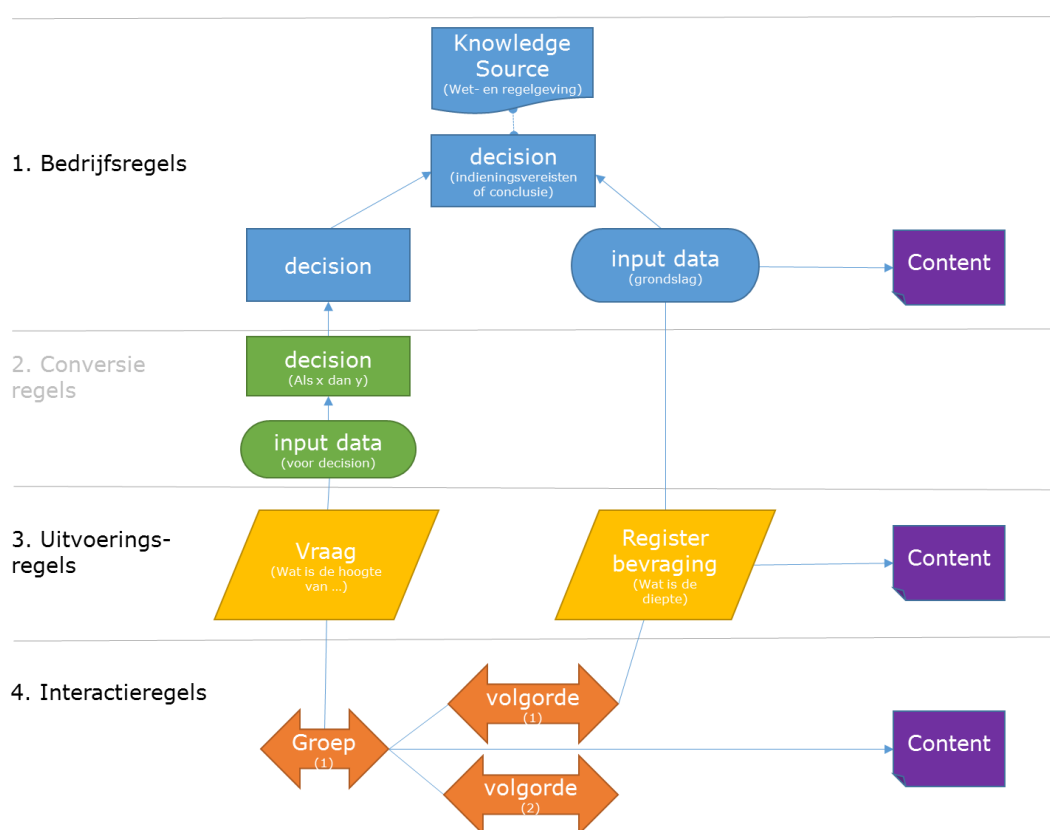 Knowledge
Source
(Wet- en regelgeving)
1. Bedrijfsregels
decision
(indieningsvereisten
of conclusie)
decision
input data
(grondslag)
Content
2. Conversie
regels
decision
(Als x dan y)
input data
(voor decision)
3. Uitvoerings-
regels
Vraag
(Wat is de hoogte
van ...)
Register
bevraging
(Wat is de
diepte)
Content
4. Interactieregels
volgorde
(1)
Groep
(1)
Content
volgorde
(2)